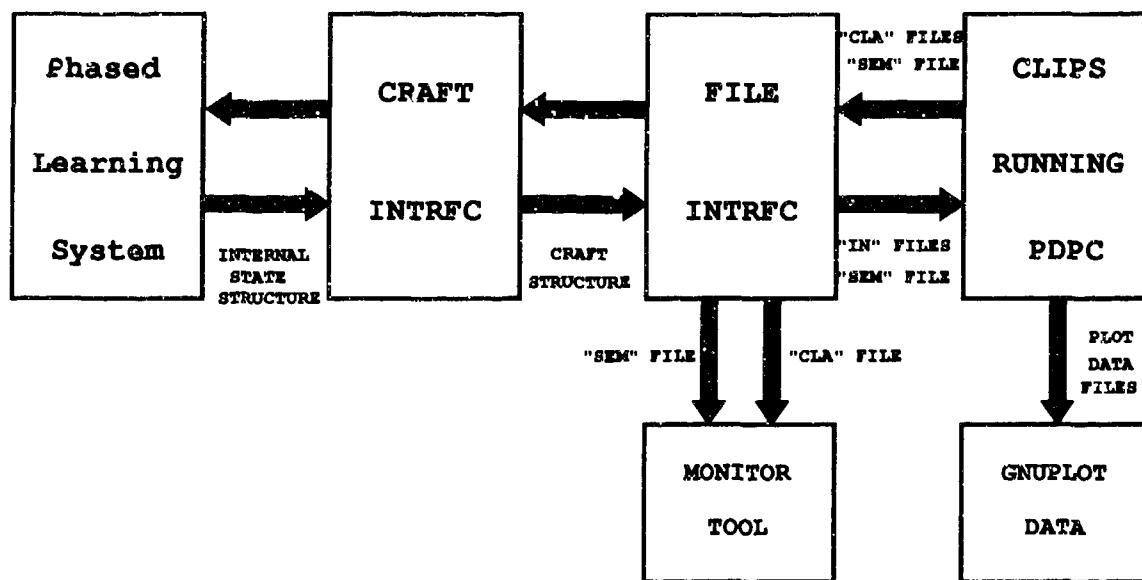 Phased
Learning
System
INTERNAL
STATE
STRUCTURE
CRAFT
INTRFC
CRAFT
STRUCTURE
FILE
INTRFC
"CLA" FILES
"SEM" FILE
"IN" FILES
"SEM" FILE
CLIPS
RUNNING
PDPC
"SEM" FILE
"CLA" FILE
PLOT
DATA
FILES
MONITOR
TOOL
GNUPLOT
DATA